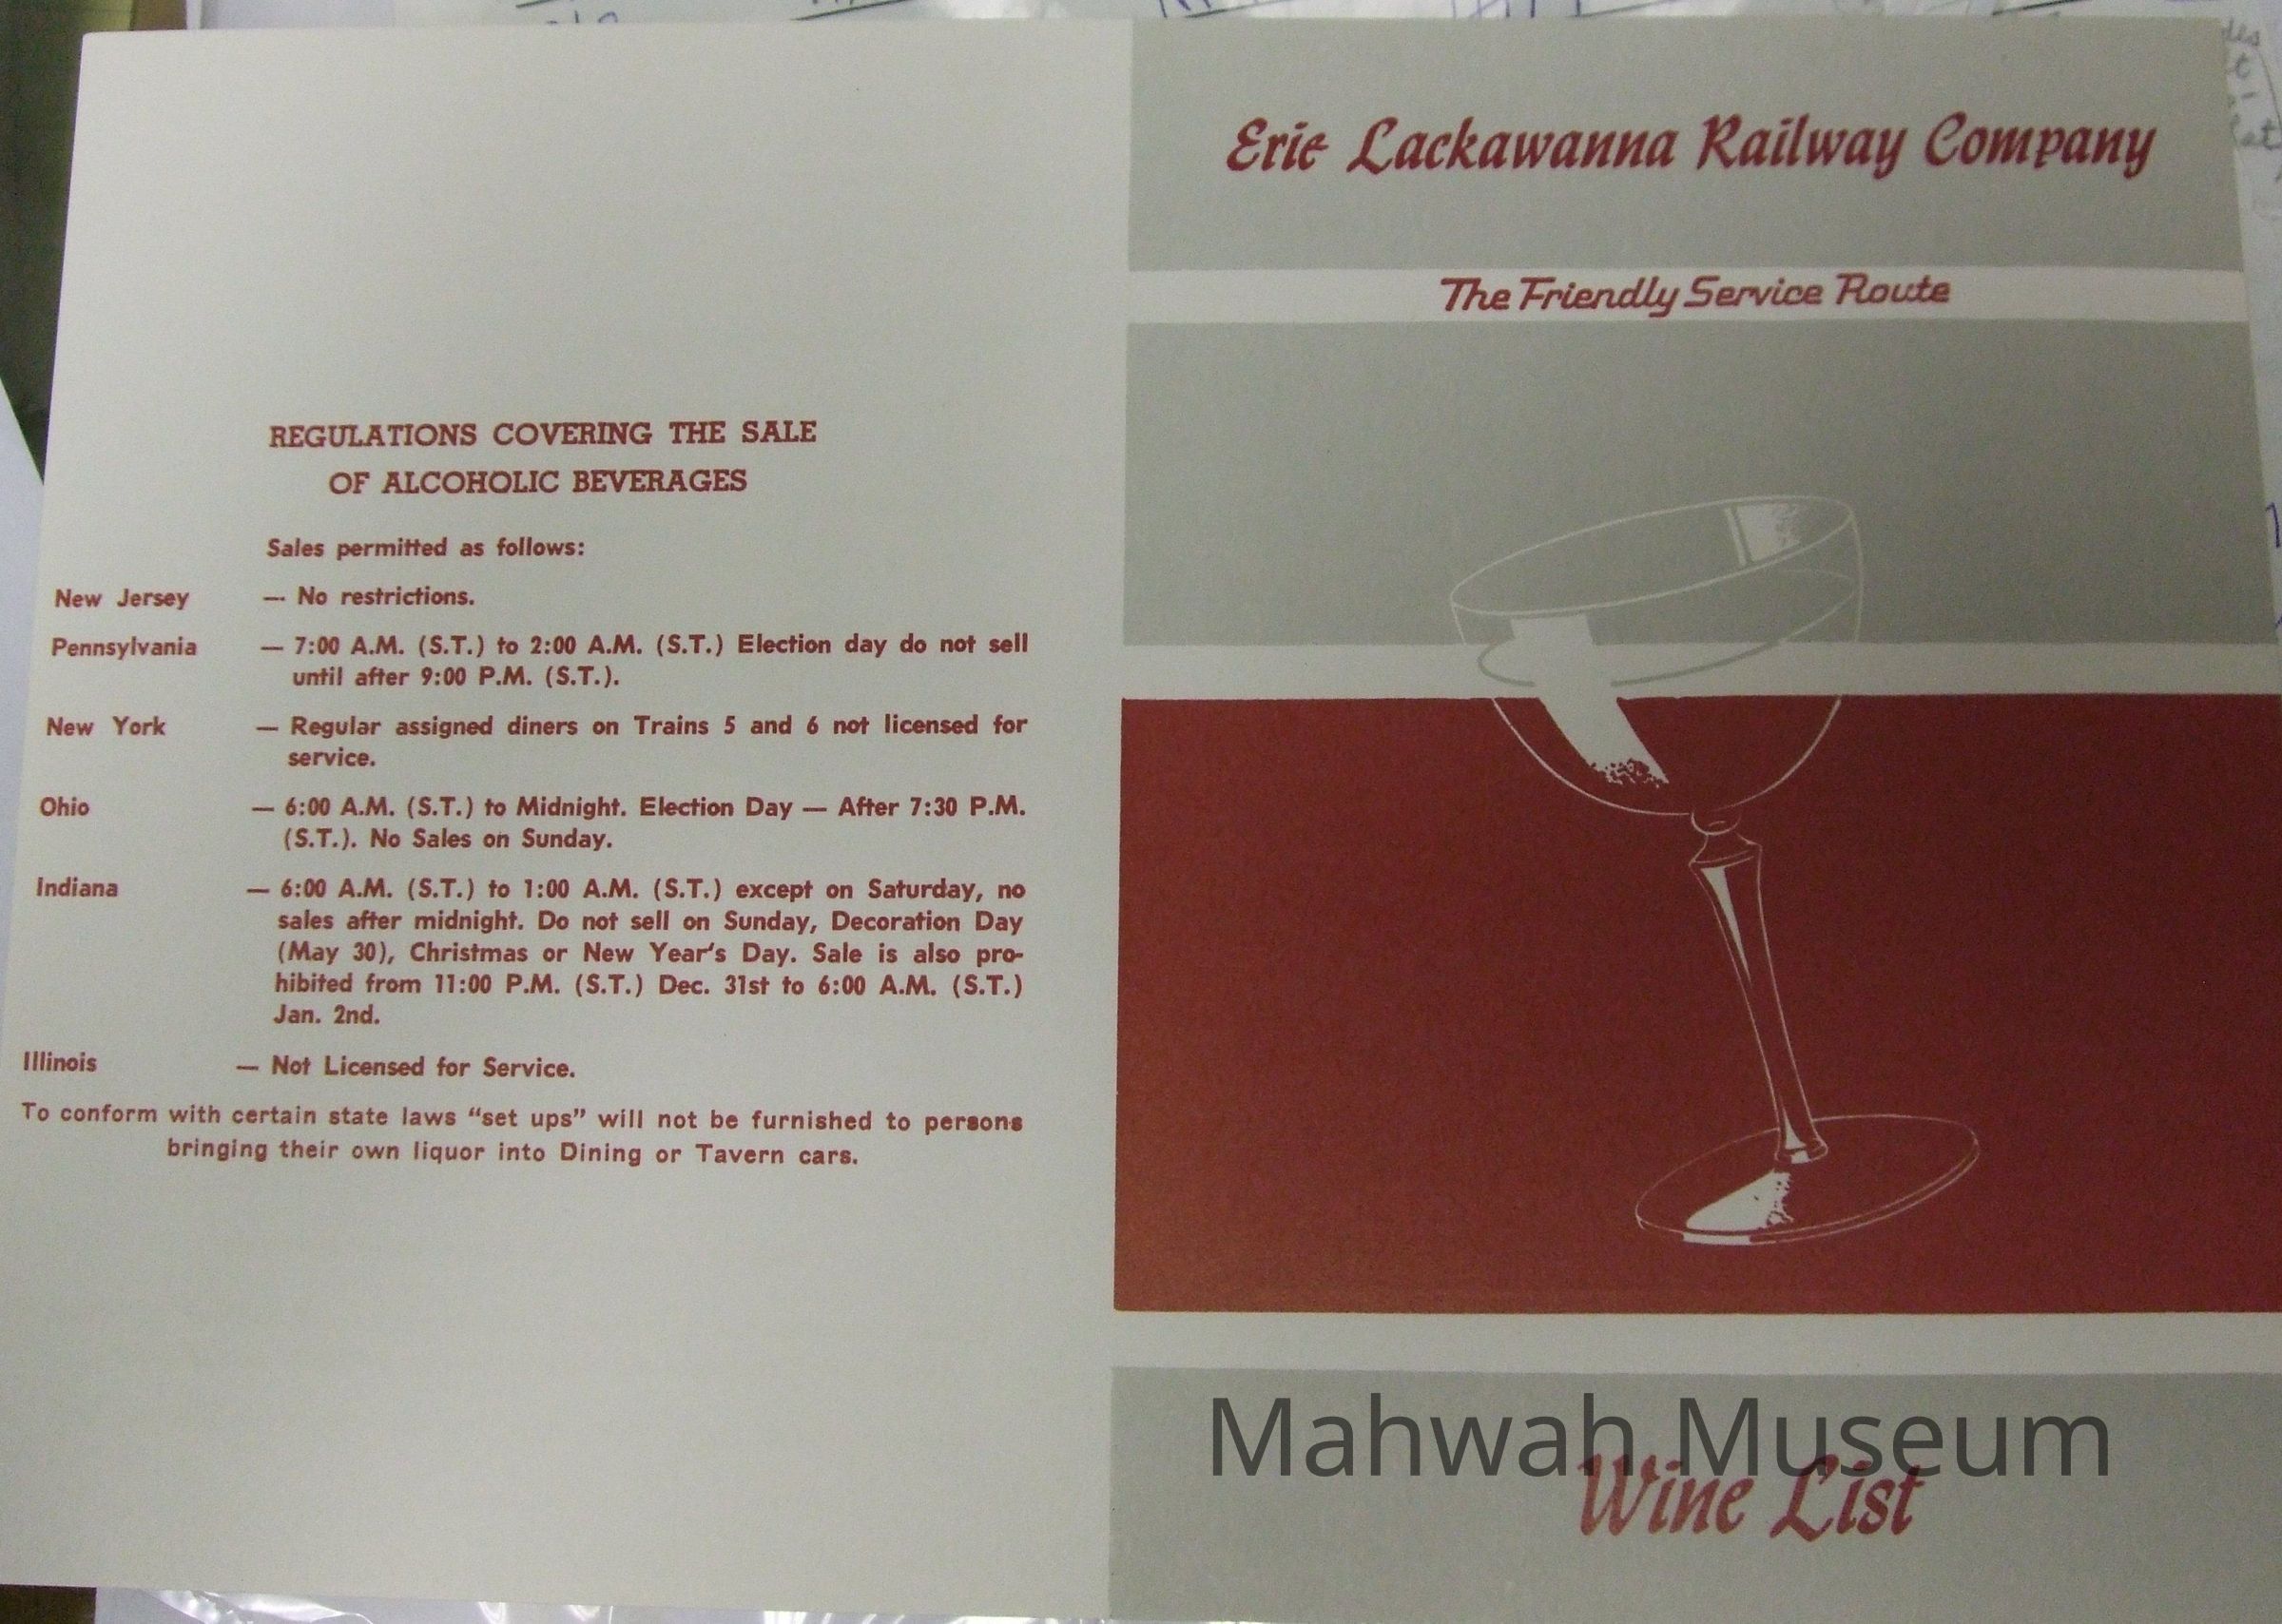 REGULATIONS COVERING THE SALE
OF ALCOHOLIC BEVERAGES
Sales permitted as follows:
New Jersey — No restrictions.
Pennsylvania — 7:00 A.M. (S.T.) to 2:00 A.M. (S.T.) Election day do not sell
until after 9:00 P.M. (S.T.).
New York — Regular assigned diners on Trains 5 and 6 not licensed for
service.
Ohio — 6:00 A.M. (S.T.) to Midnight. Election Day — After 7:30 P.M.
(S.T.). No Sales on Sunday.
Indiana — 6:00 A.M. (S.T.) to 1:00 A.M. (S.T.) except on Saturday, no
sales after midnight. Do not sell on Sunday, Decoration Day
(May 30), Christmas or New Year's Day. Sale is also pro-
hibited from 11:00 P.M. (S.T.) Dec. 31st to 6:00 A.M. (S.T.)
Jan. 2nd.
Illinois — Not Licensed for Service.
To conform with certain state laws “set ups” will not be furnished to persons
bringing their own liquor into Dining or Tavern cars.
Erie Lackawanna Railway Company
The Friendly Service Route
Mahwah Museum
Wine List